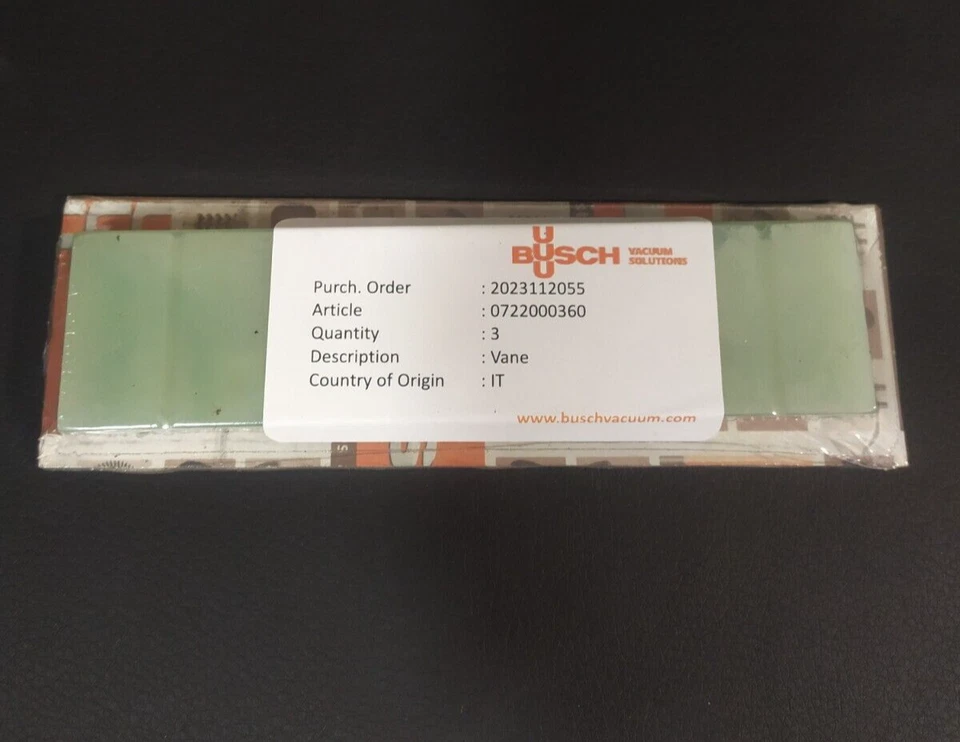 BUSCH VACUUM SOLUTIONS
Purch. Order : 2023112055
Article : 0722000360
Quantity : 3
Description : Vane
Country of Origin : IT
www.buschvacuum.com